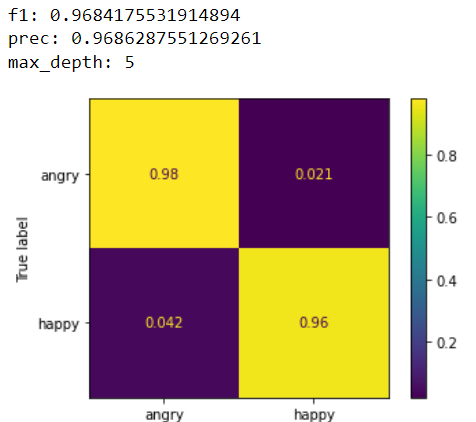 f1: 0.9684175531914894
prec: 0.9686287551269261
max_depth: 5
angry
0.98
0.021
0.8
0.6
True label
0.4
happy
0.042
0.96
0.2
angry
happy